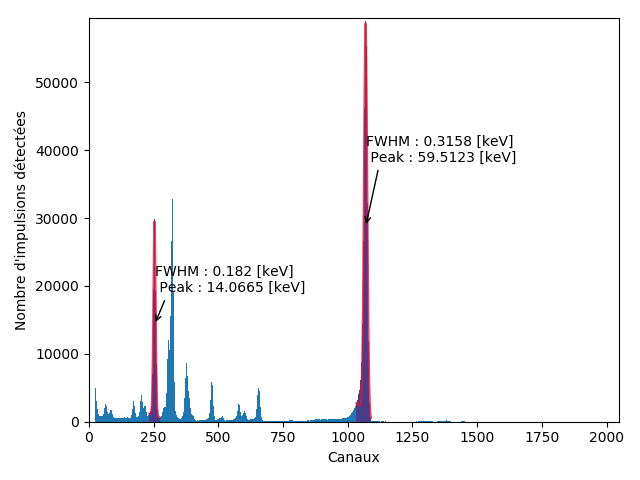 50000
40000
30000
20000
10000
0
Nombre d'impulsions détectées
FWHM : 0.3158 [keV]
Peak : 59.5123 [keV]
FWHM : 0.182 [keV]
Peak : 14.0665 [keV]
0 250 500 750 1000 1250 1500 1750 2000
Canaux